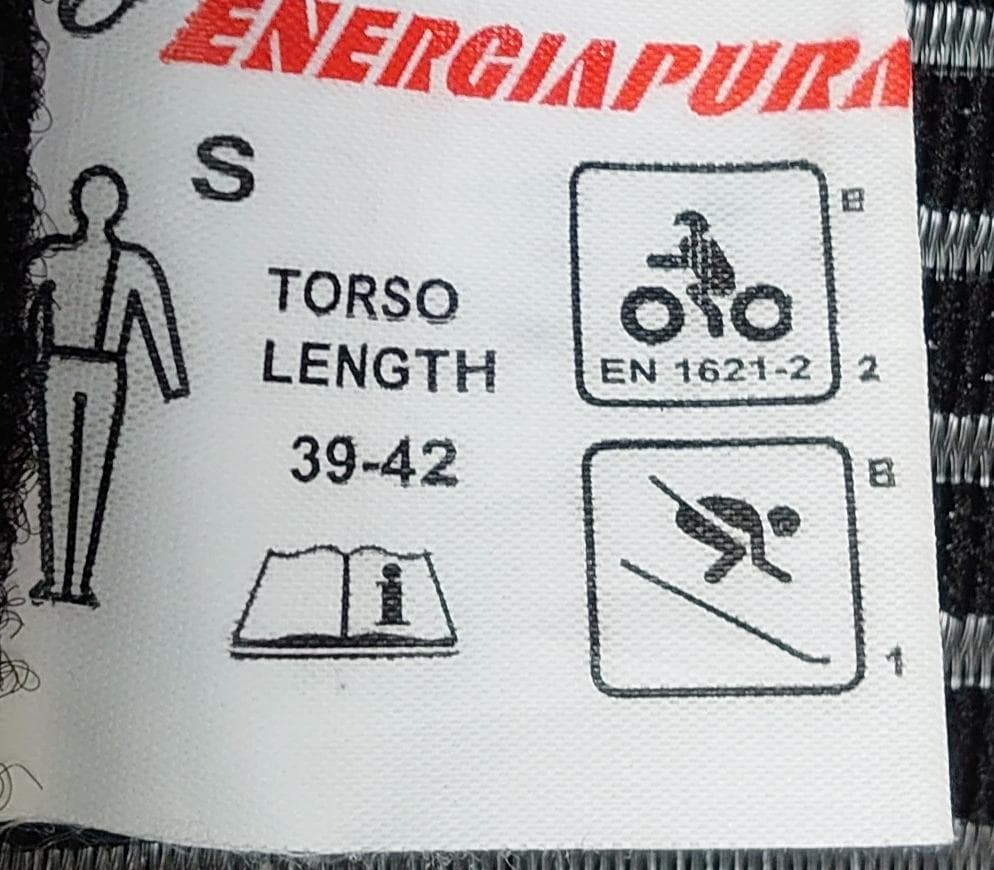 ENERGIAPURA
S
TORSO
LENGTH
39-42
i
B
EN 1621-2
2
B
1